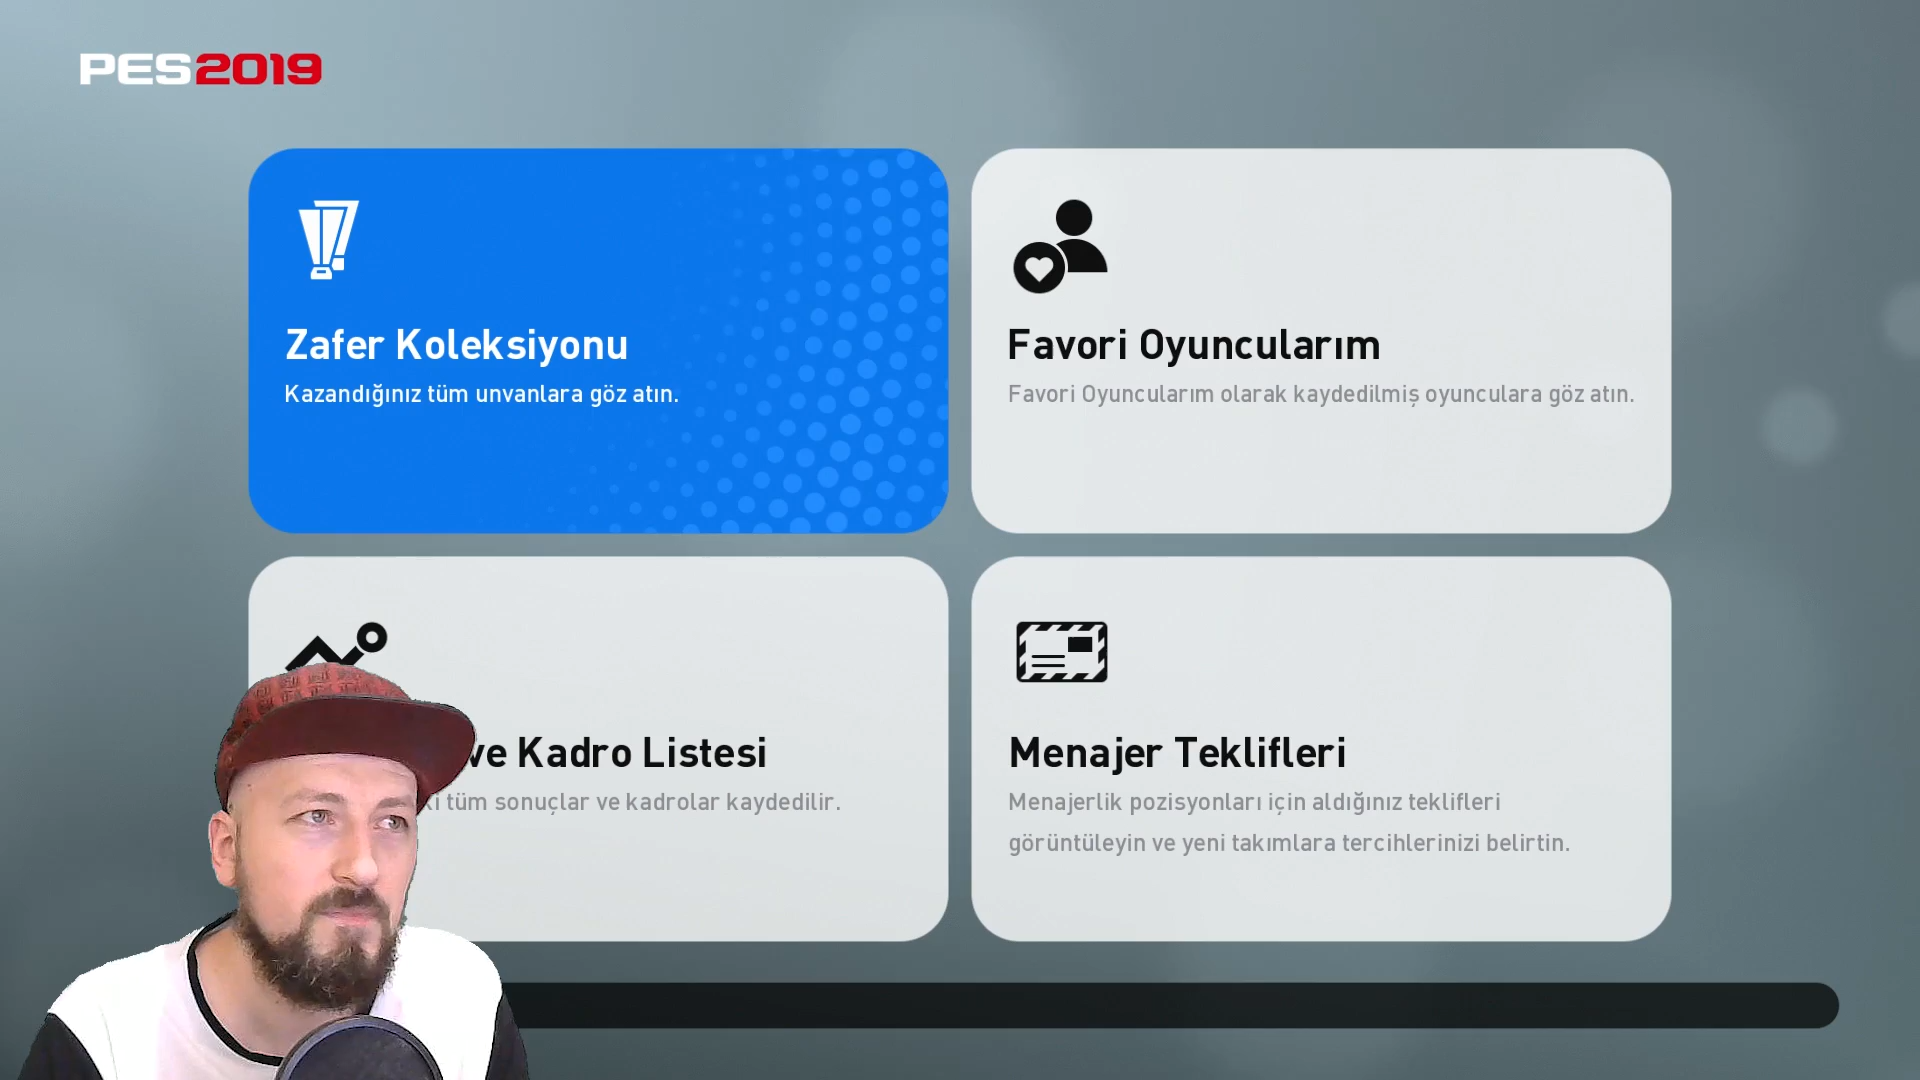 PES2019
Zafer Koleksiyonu
Kazandığınız tüm unvanlara göz atın.
Favori Oyuncularım
Favori Oyuncularım olarak kaydedilmiş oyunculara göz atın.
ve Kadro Listesi
tüm sonuçlar ve kadrolar kaydedilir.
Menajer Teklifleri
Menajerlik pozisyonları için aldığınız teklifleri
görüntüleyin ve yeni takımlara tercihlerinizi belirtin.